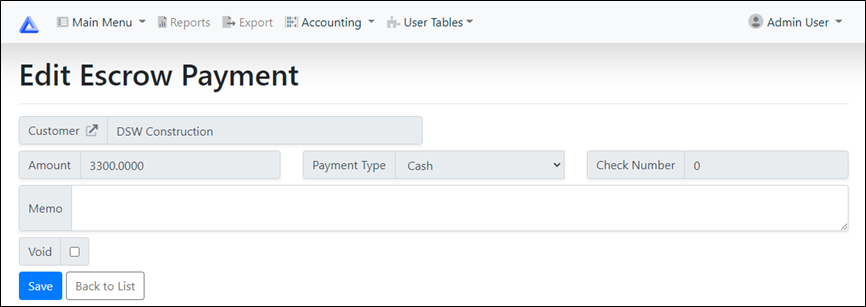 Main Menu Reports Export Accounting User Tables Admin User
Edit Escrow Payment
Customer DSW Construction
Amount 3300.0000 Payment Type Cash Check Number 0
Memo
Void
Save Back to List